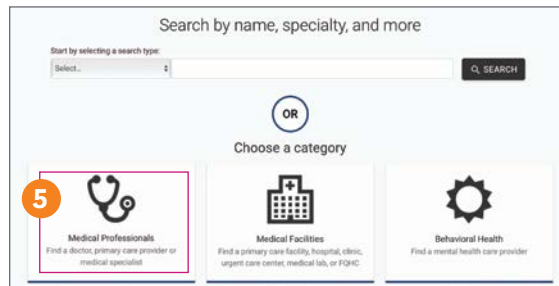 Search by name, specialty, and more
Start by selecting a search type:
Select...
SEARCH
OR
Choose a category
5
Medical Professionals
Find a doctor, primary care provider or
medical specialist
Medical Facilities
Find a primary care facility, hospital, clinic,
urgent care center, medical lab, or FQHC
Behavioral Health
Find a mental health care provider